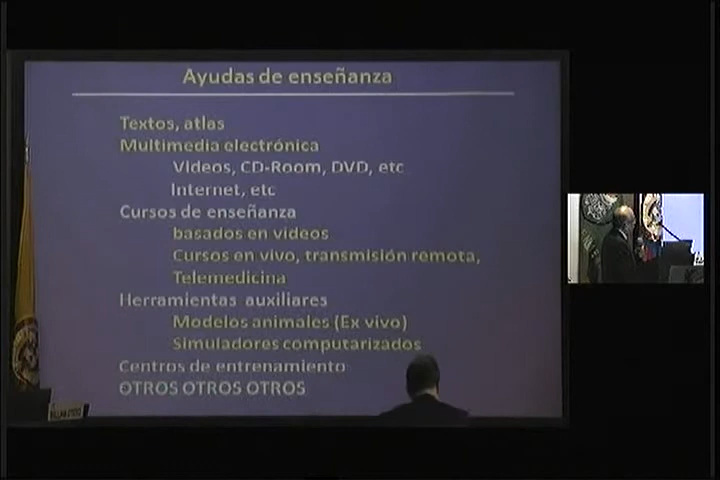 Ayudas de enseñanza
Textos, atlas
Multimedia electrónica
Videos, CD-Room, DVD, etc
Internet, etc
Cursos de enseñanza
basados en videos
Cursos en vivo, transmisión remota,
Telemedicina
Herramientas auxiliares
Modelos animales (Ex vivo)
Simuladores computarizados
Centros de entrenamiento
OTROS OTROS OTROS